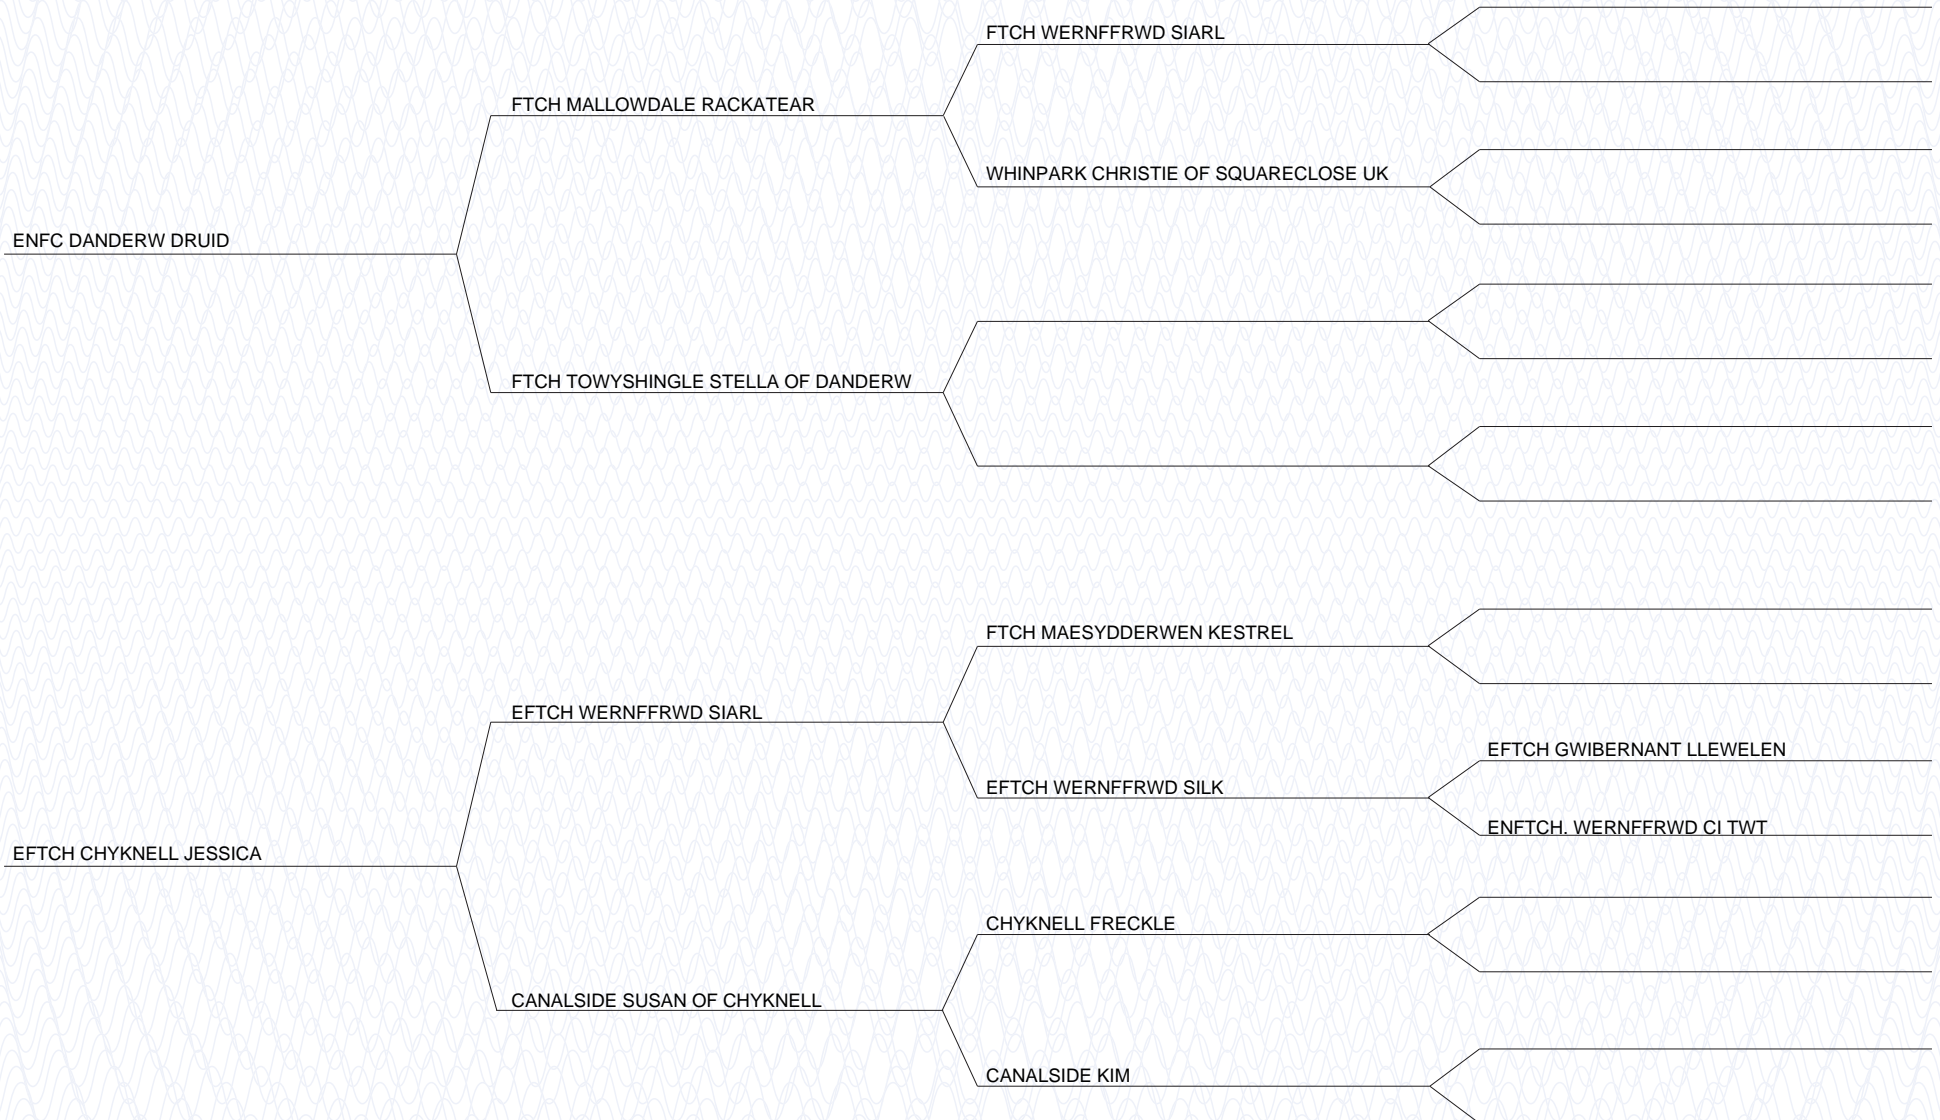 FTCH WERNFFRWD SIARL
FTCH MALLOWDALE RACKATEAR
WHINPARK CHRISTIE OF SQUARECLOSE UK
ENFC DANDERW DRUID
FTCH TOWYSHINGLE STELLA OF DANDERW
FTCH MAESYDDERWEN KESTREL
EFTCH WERNFFRWD SIARL
EFTCH GWIBERNANT LLEWELEN
EFTCH WERNFFRWD SILK
ENFTCH. WERNFFRWD CI TWT
EFTCH CHYKNELL JESSICA
CHYKNELL FRECKLE
CANALSIDE SUSAN OF CHYKNELL
CANALSIDE KIM